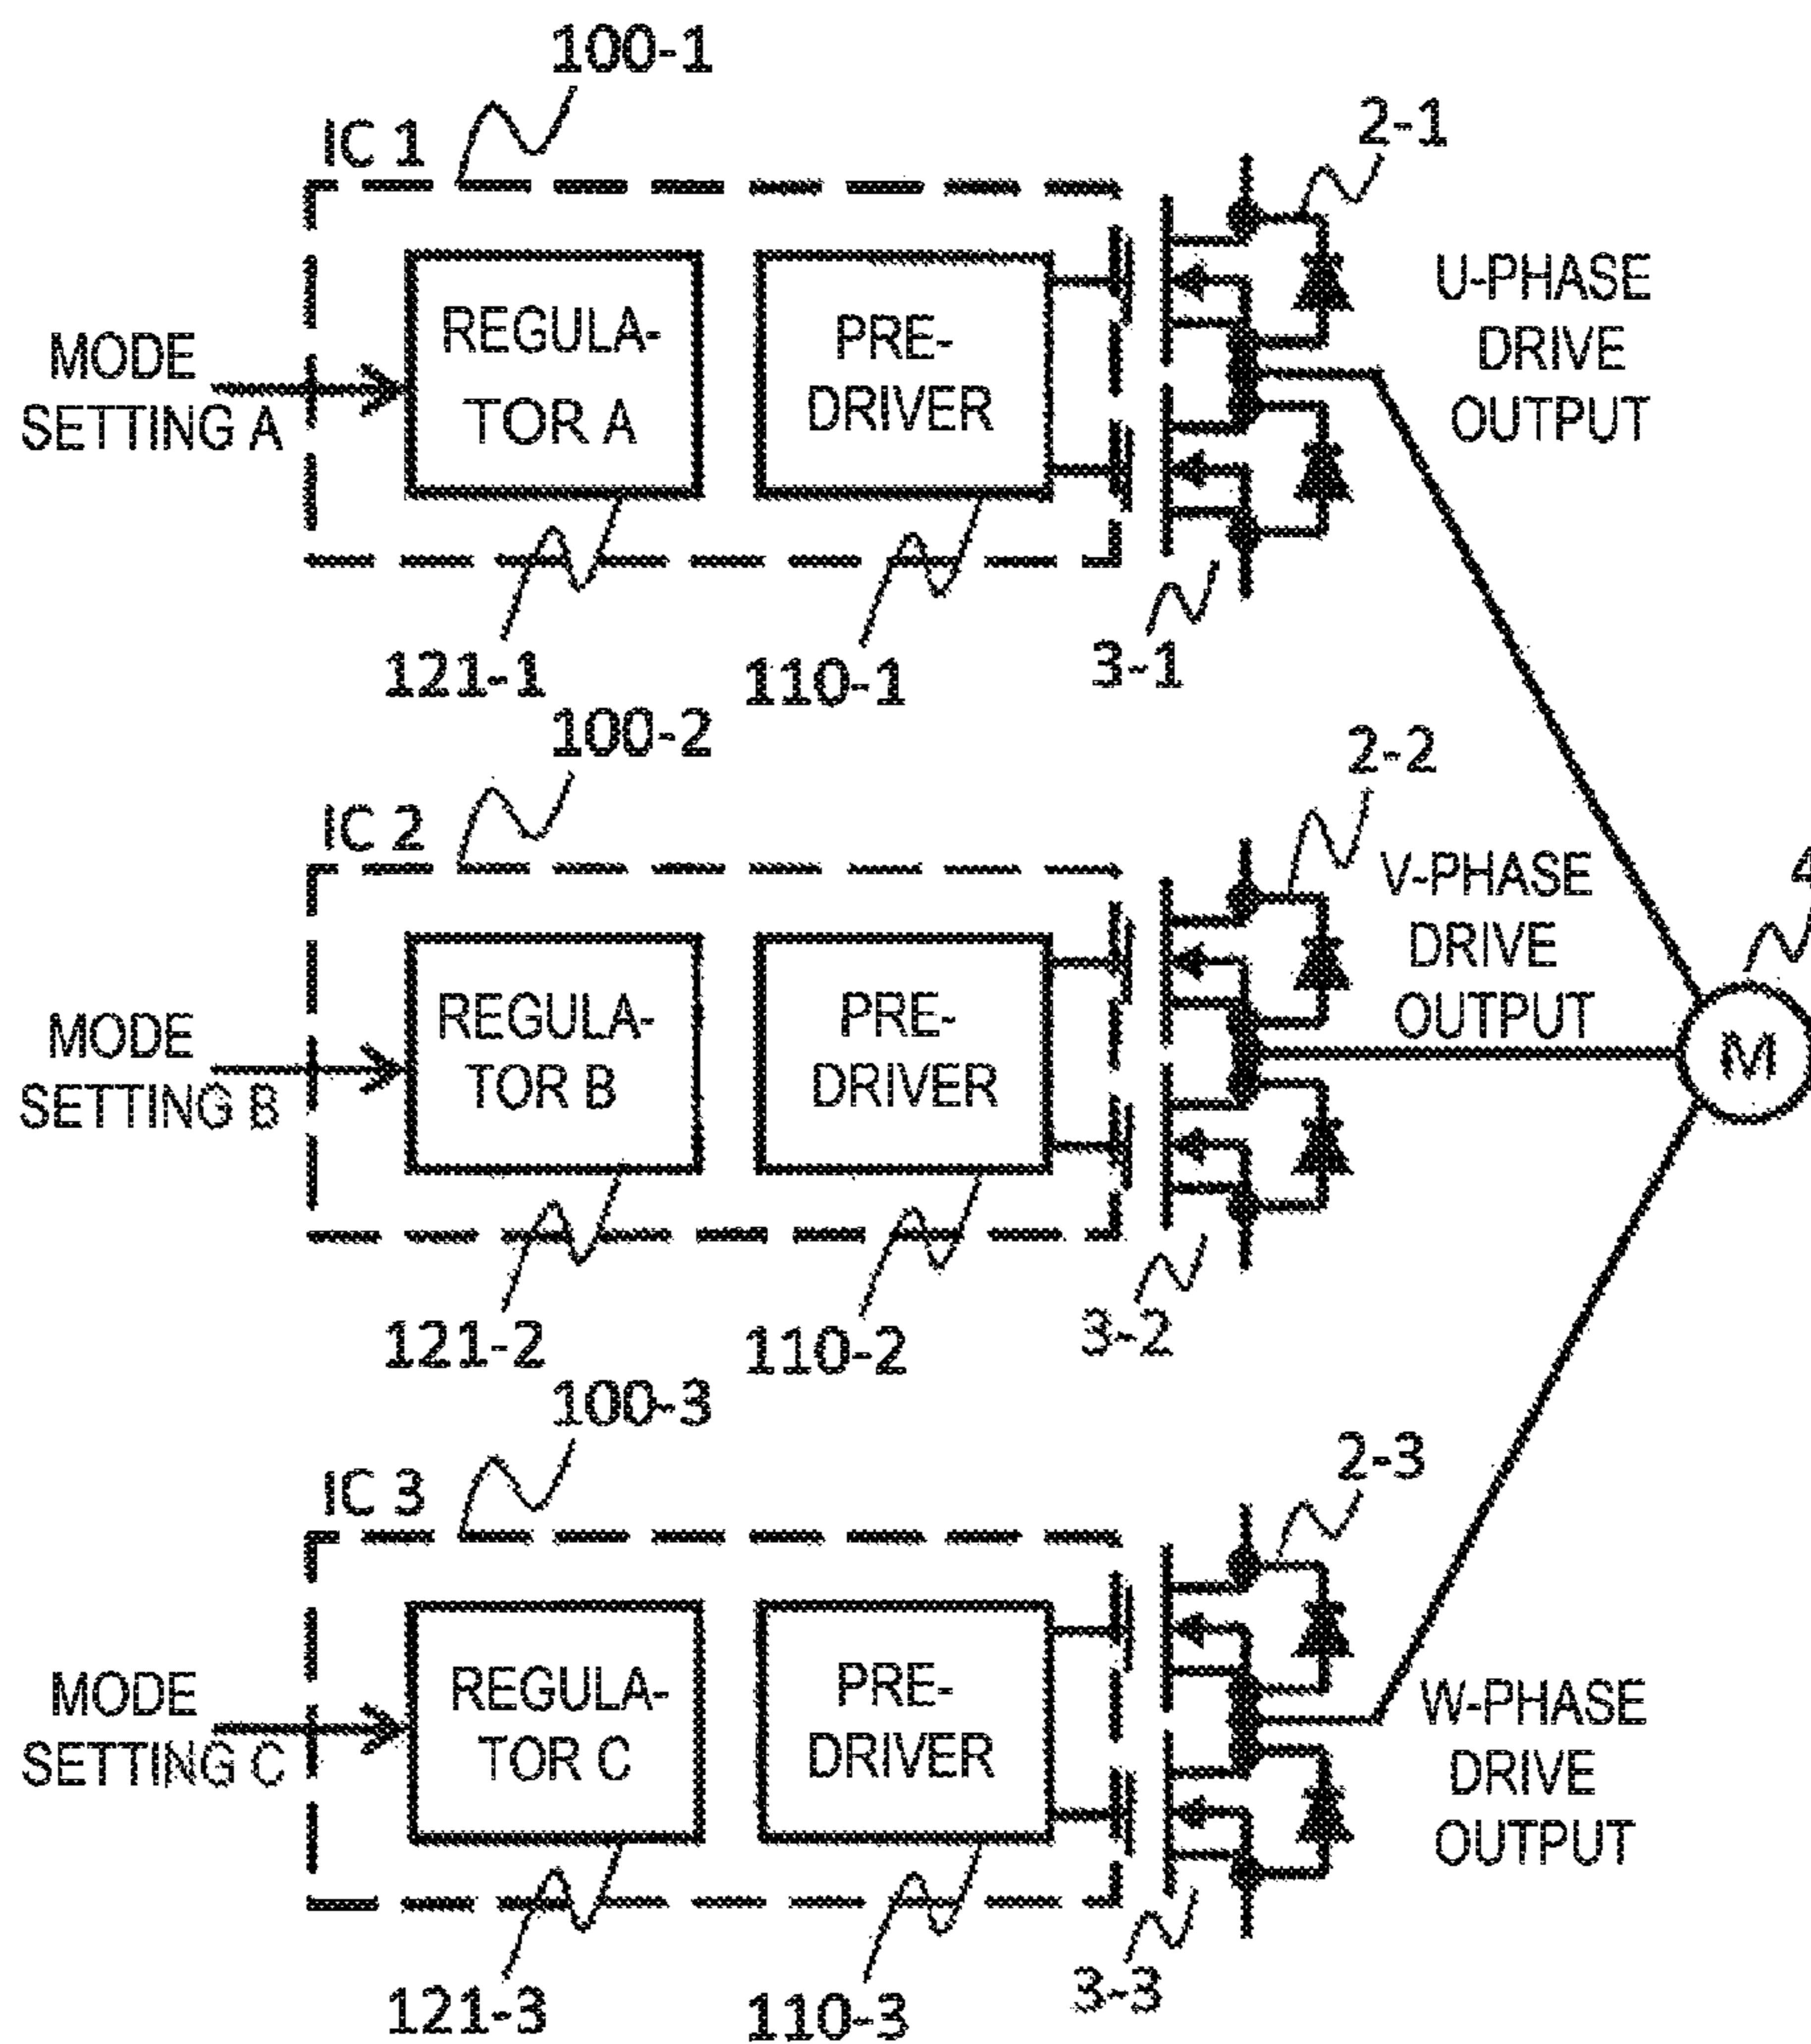 100-1
IC 1
2-1
MODE
SETTING A
REGULA-
TOR A
PRE-
DRIVER
U-PHASE
DRIVE
OUTPUT
121-1
110-1
3-1
100-2
IC 2
2-2
MODE
SETTING B
REGULA-
TOR B
PRE-
DRIVER
V-PHASE
DRIVE
OUTPUT
4
M
121-2
110-2
3-2
100-3
IC 3
2-3
MODE
SETTING C
REGULA-
TOR C
PRE-
DRIVER
W-PHASE
DRIVE
OUTPUT
121-3
110-3
3-3